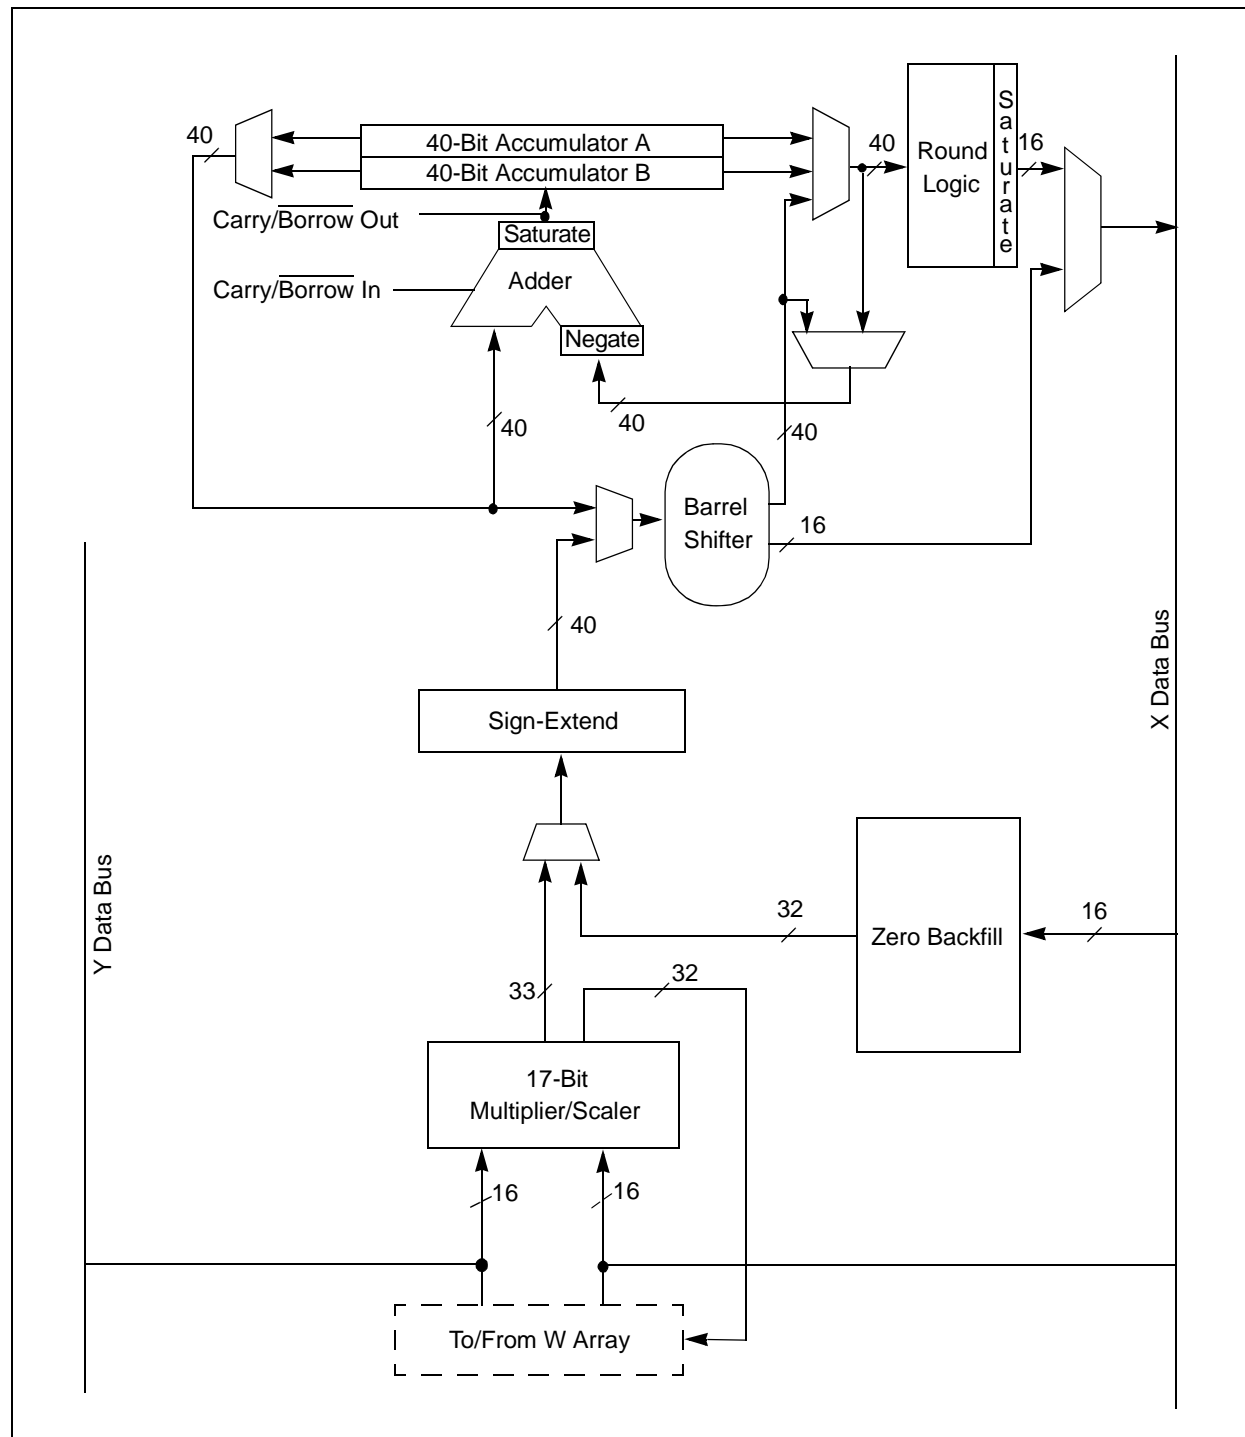 40
40-Bit Accumulator A
40-Bit Accumulator B
Carry/Borrow Out
Saturate
Carry/Borrow In
Adder
Negate
40
Round
Logic
Saturate
16
40
40
40
Barrel
Shifter
16
40
Sign-Extend
X Data Bus
Y Data Bus
32
Zero Backfill
16
33
32
17-Bit
Multiplier/Scaler
16
16
To/From W Array